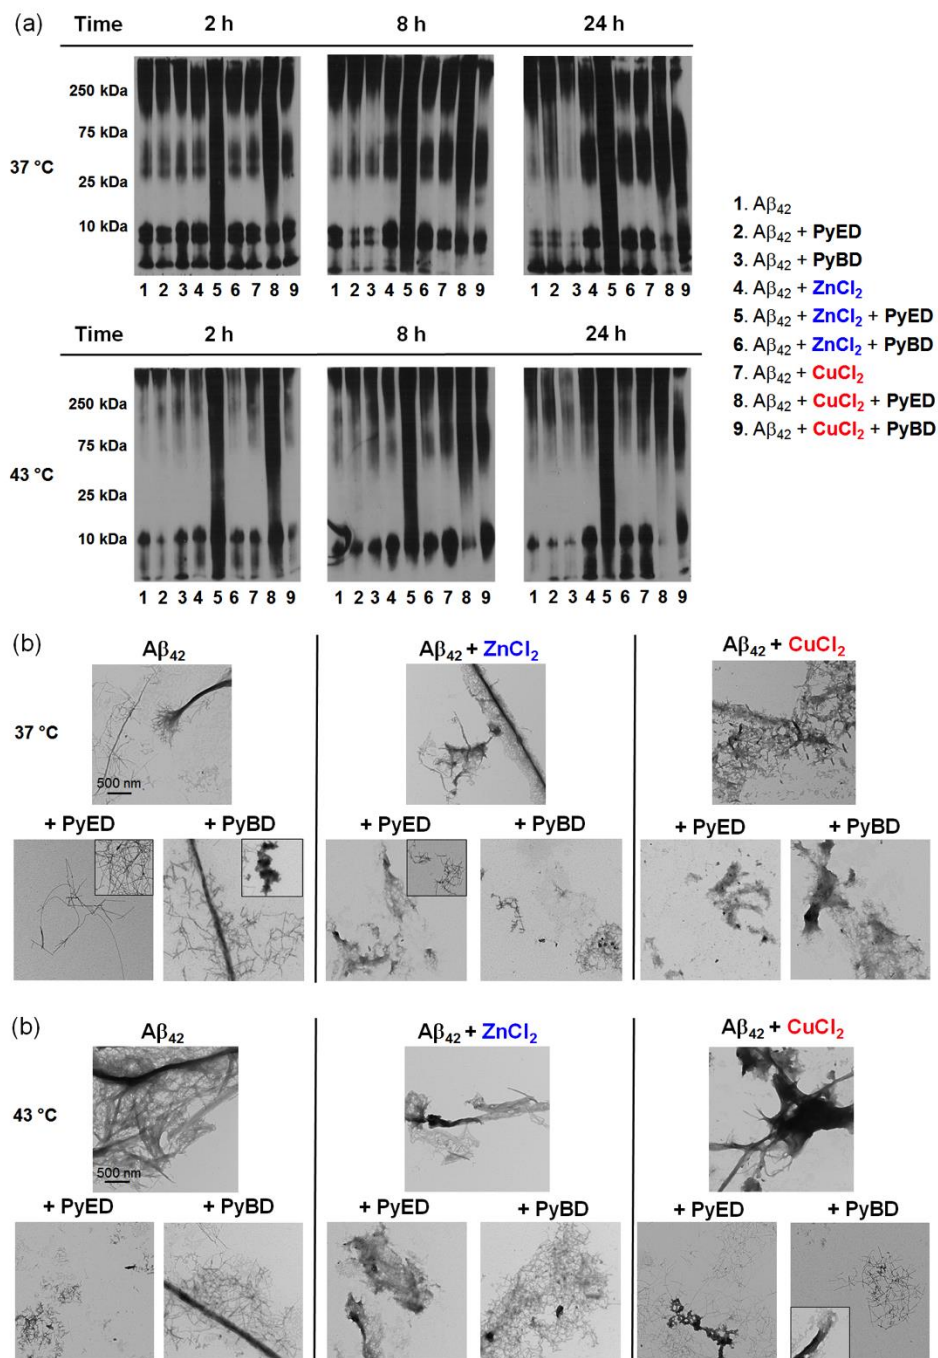 (a)
Time 2 h 8 h 24 h
37 °C
250 kDa
75 kDa
25 kDa
10 kDa
1 2 3 4 5 6 7 8 9 1 2 3 4 5 6 7 8 9 1 2 3 4 5 6 7 8 9
Time 2 h 8 h 24 h
43 °C
250 kDa
75 kDa
25 kDa
10 kDa
1 2 3 4 5 6 7 8 9 1 2 3 4 5 6 7 8 9 1 2 3 4 5 6 7 8 9
1. Aβ₄₂
2. Aβ₄₂ + PyED
3. Aβ₄₂ + PyBD
4. Aβ₄₂ + ZnCl₂
5. Aβ₄₂ + ZnCl₂ + PyED
6. Aβ₄₂ + ZnCl₂ + PyBD
7. Aβ₄₂ + CuCl₂
8. Aβ₄₂ + CuCl₂ + PyED
9. Aβ₄₂ + CuCl₂ + PyBD
(b)
Aβ₄₂ Aβ₄₂ + ZnCl₂ Aβ₄₂ + CuCl₂
37 °C
500 nm
+ PyED + PyBD + PyED + PyBD + PyED + PyBD
(b)
Aβ₄₂ Aβ₄₂ + ZnCl₂ Aβ₄₂ + CuCl₂
43 °C
500 nm
+ PyED + PyBD + PyED + PyBD + PyED + PyBD